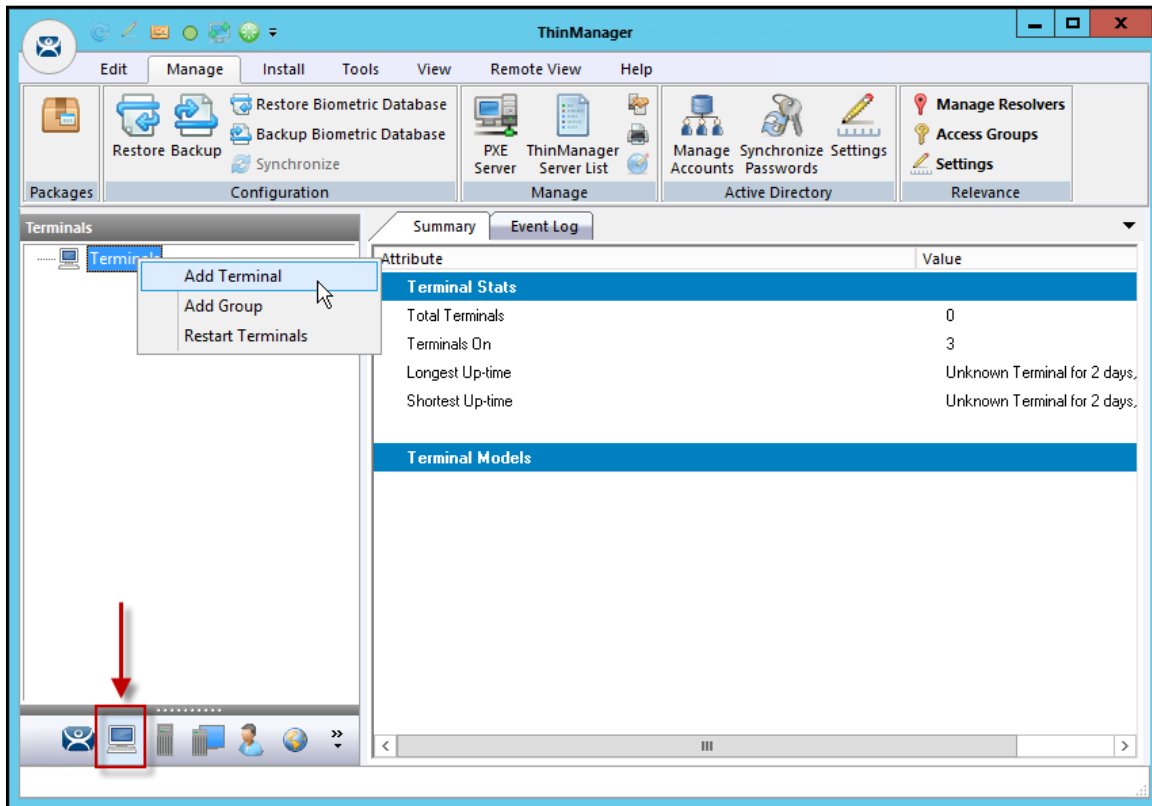 ThinManager
Edit Manage Install Tools View Remote View Help
Restore Backup
Restore Biometric Database
Backup Biometric Database
Synchronize
PXE Server
ThinManager Server List
Manage Accounts
Synchronize Passwords
Settings
Manage Resolvers
Access Groups
Settings
Packages Configuration Manage Active Directory Relevance
Terminals
Terminals
Add Terminal
Add Group
Restart Terminals
Summary Event Log
Attribute Value
Terminal Stats
Total Terminals 0
Terminals On 3
Longest Up-time Unknown Terminal for 2 days,
Shortest Up-time Unknown Terminal for 2 days,
Terminal Models